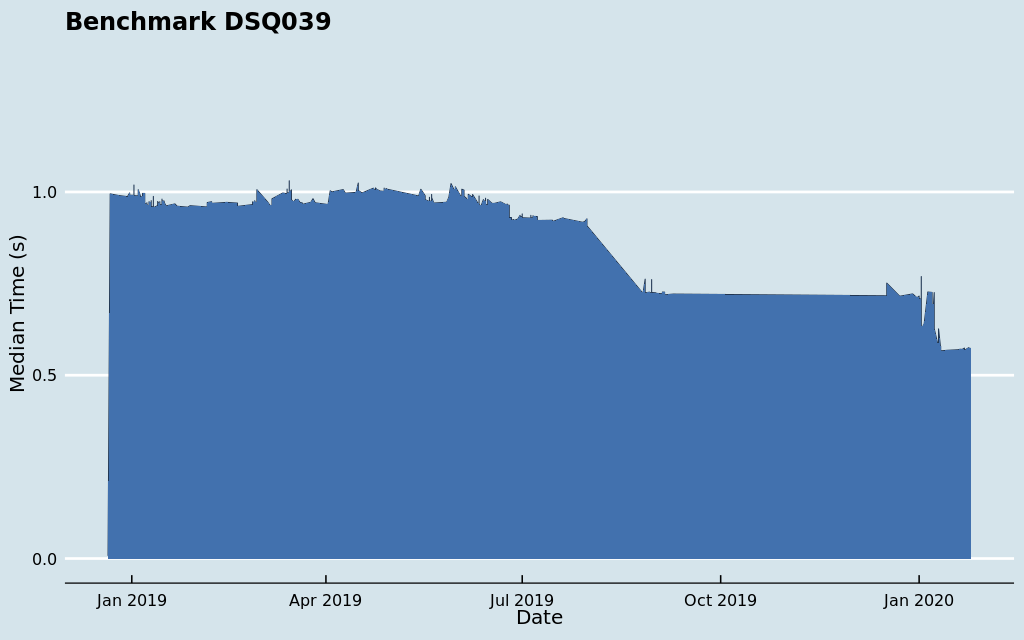 Benchmark DSQ039
Median Time (s)
1.0
0.5
0.0
Jan 2019
Apr 2019
Jul 2019
Oct 2019
Jan 2020
Date